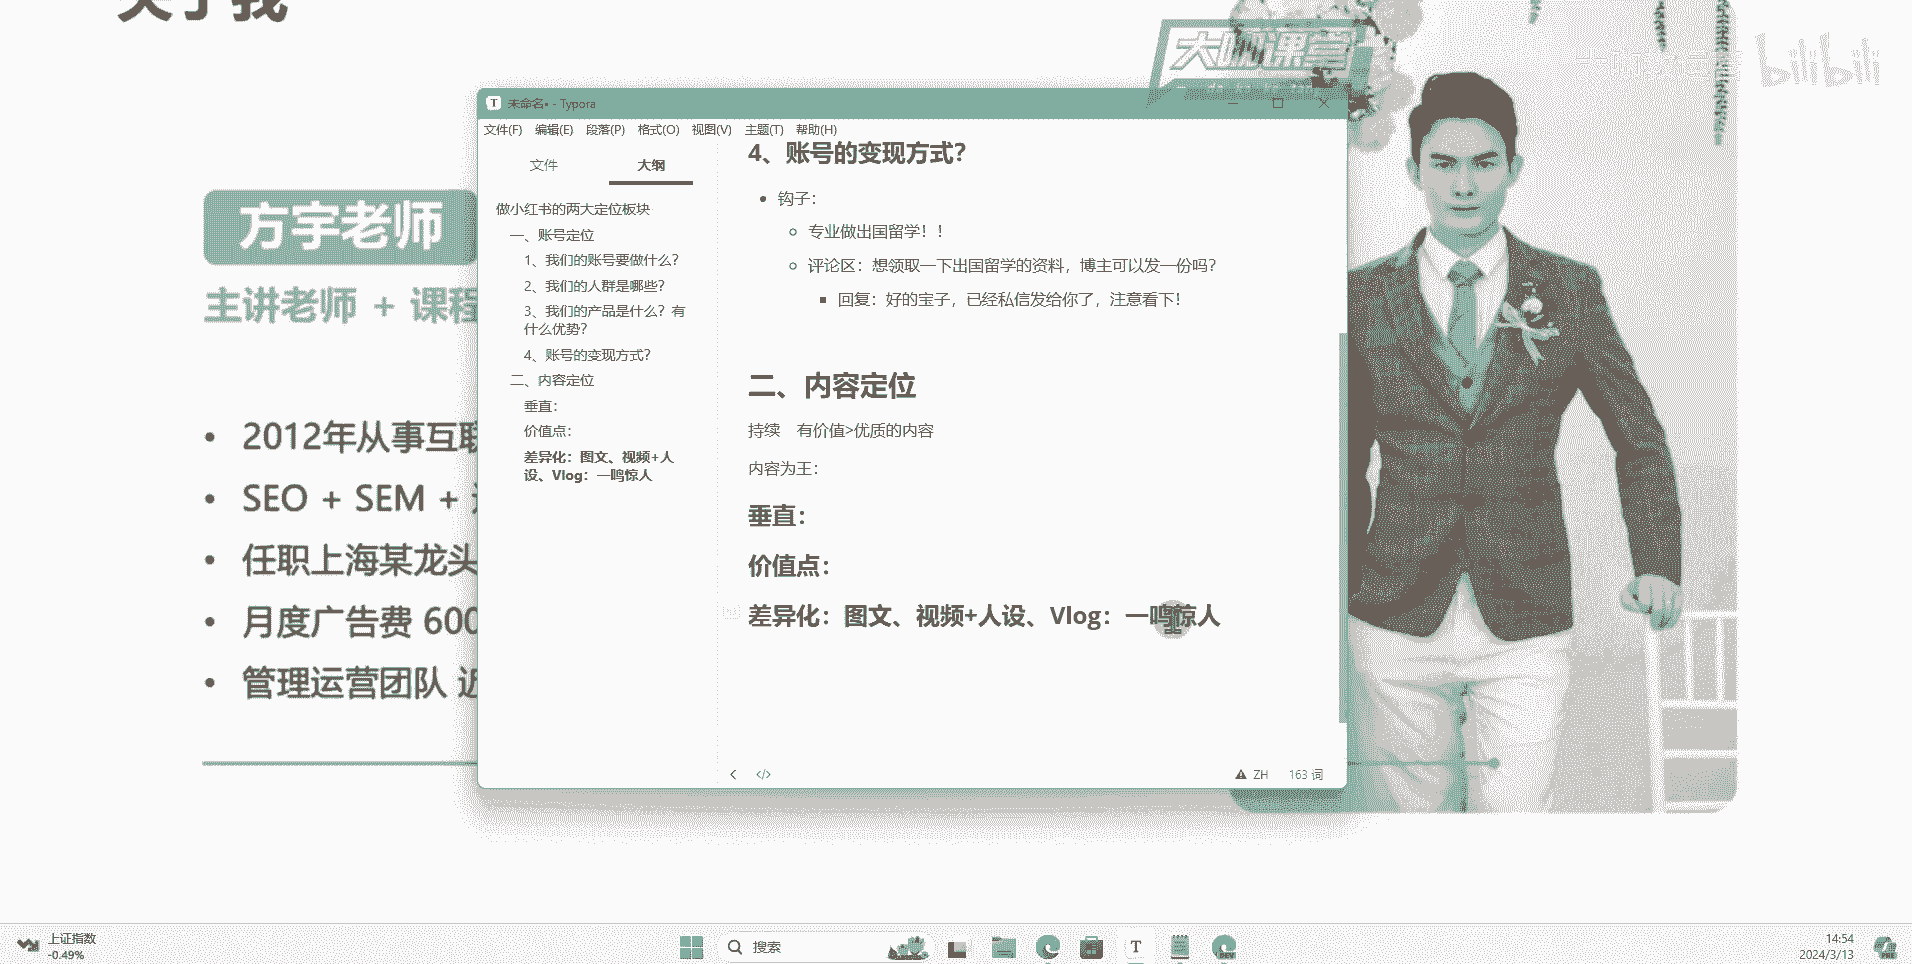 关于我
大咖课堂
bilibili
方宇老师
主讲老师 + 课程
2012年从事互联
SEO + SEM +
任职上海某龙头
月度广告费 600
管理运营团队 近
未命名• - Typora
文件(F) 编辑(E) 段落(P) 格式(O) 视图(V) 主题(T) 帮助(H)
文件 大纲
做小红书的两大定位板块
一、账号定位
1、我们的账号要做什么?
2、我们的人群是哪些?
3、我们的产品是什么? 有
什么优势?
4、账号的变现方式?
二、内容定位
垂直:
价值点:
差异化: 图文、视频+人
设、Vlog: 一鸣惊人
4、账号的变现方式?
钩子:
专业做出国留学! !
评论区: 想领取一下出国留学的资料, 博主可以发一份吗?
回复: 好的宝子, 已经私信发给你了, 注意看下!
二、内容定位
持续 有价值>优质的内容
内容为王:
垂直:
价值点:
差异化: 图文、视频+人设、Vlog: 一鸣惊人
ZH 163 词
上证指数
-0.49%
搜索
T
DEV
14:54
2024/3/13
PRE